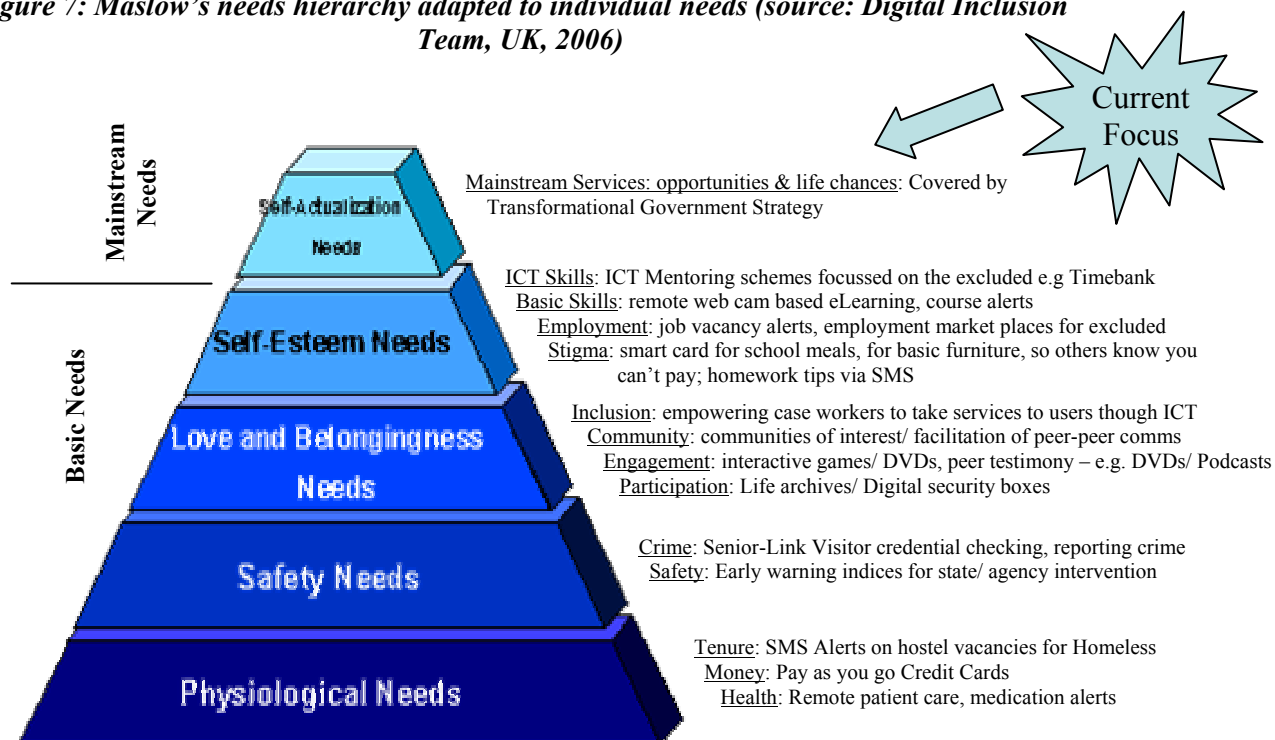 gure 7: Maslow's needs hierarchy adapted to individual needs (source: Digital Inclusion
Team, UK, 2006)
Current
Focus
Mainstream
Needs
Self-Actualization
Needs
Mainstream Services: opportunities & life chances: Covered by
Transformational Government Strategy
Basic Needs
Self-Esteem Needs
ICT Skills: ICT Mentoring schemes focussed on the excluded e.g Timebank
Basic Skills: remote web cam based eLearning, course alerts
Employment: job vacancy alerts, employment market places for excluded
Stigma: smart card for school meals, for basic furniture, so others know you
can't pay; homework tips via SMS
Love and Belongingness
Needs
Inclusion: empowering case workers to take services to users though ICT
Community: communities of interest/ facilitation of peer-peer comms
Engagement: interactive games/ DVDs, peer testimony – e.g. DVDs/ Podcasts
Participation: Life archives/ Digital security boxes
Safety Needs
Crime: Senior-Link Visitor credential checking, reporting crime
Safety: Early warning indices for state/ agency intervention
Physiological Needs
Tenure: SMS Alerts on hostel vacancies for Homeless
Money: Pay as you go Credit Cards
Health: Remote patient care, medication alerts